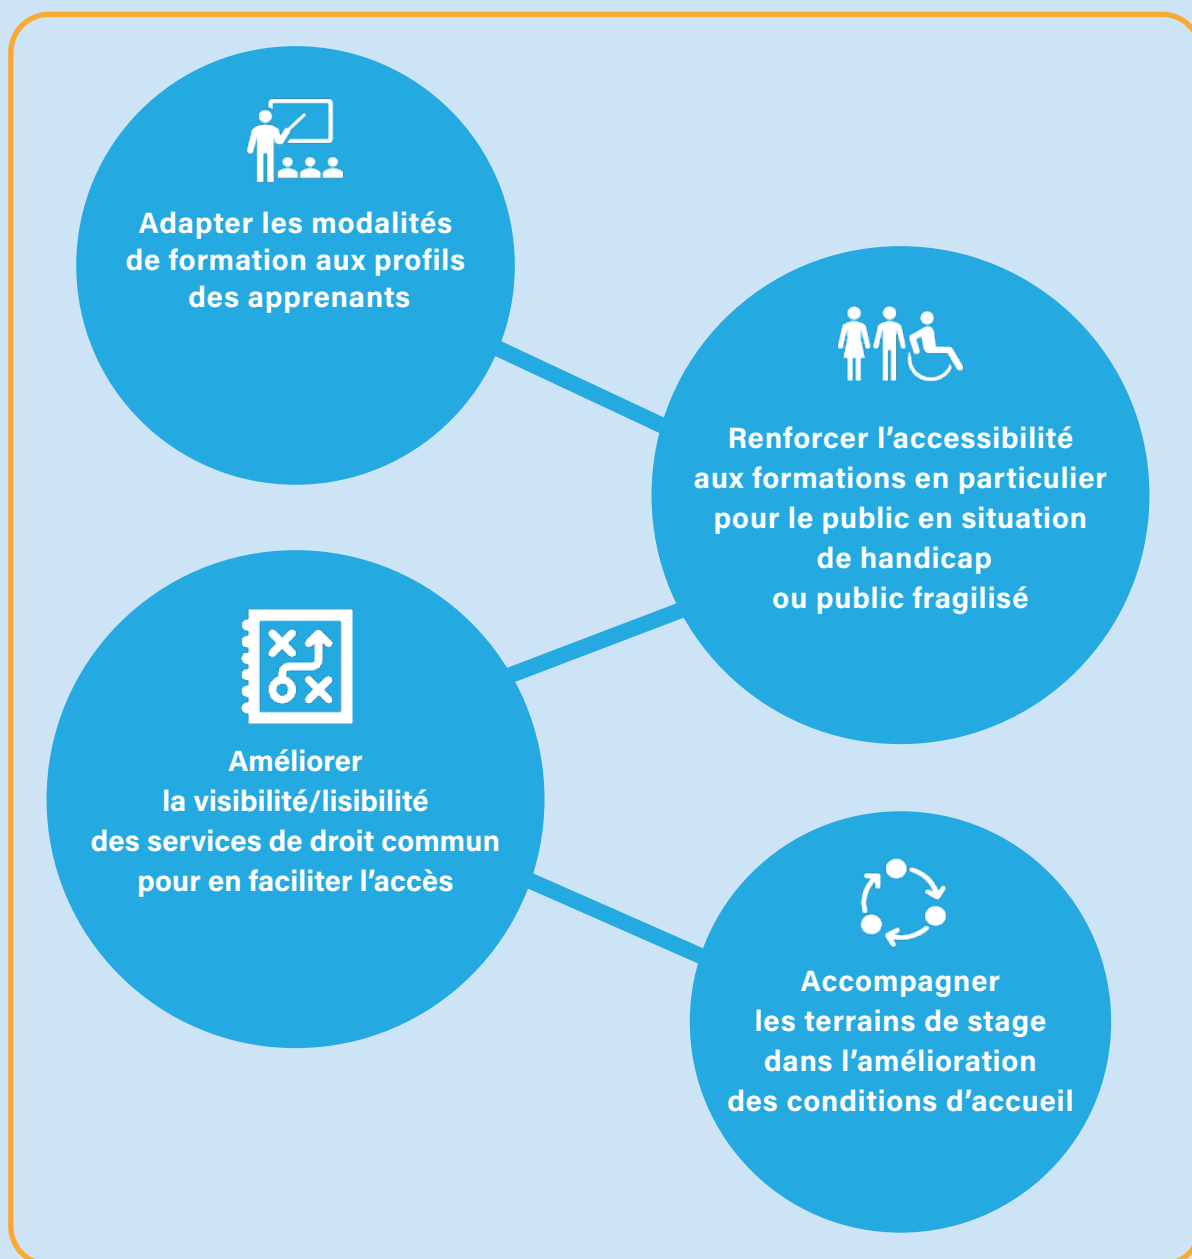 Adapter les modalités
de formation aux profils
des apprenants
Renforcer l’accessibilité
aux formations en particulier
pour le public en situation
de handicap
ou public fragilisé
Améliorer
la visibilité/lisibilité
des services de droit commun
pour en faciliter l’accès
Accompagner
les terrains de stage
dans l’amélioration
des conditions d’accueil